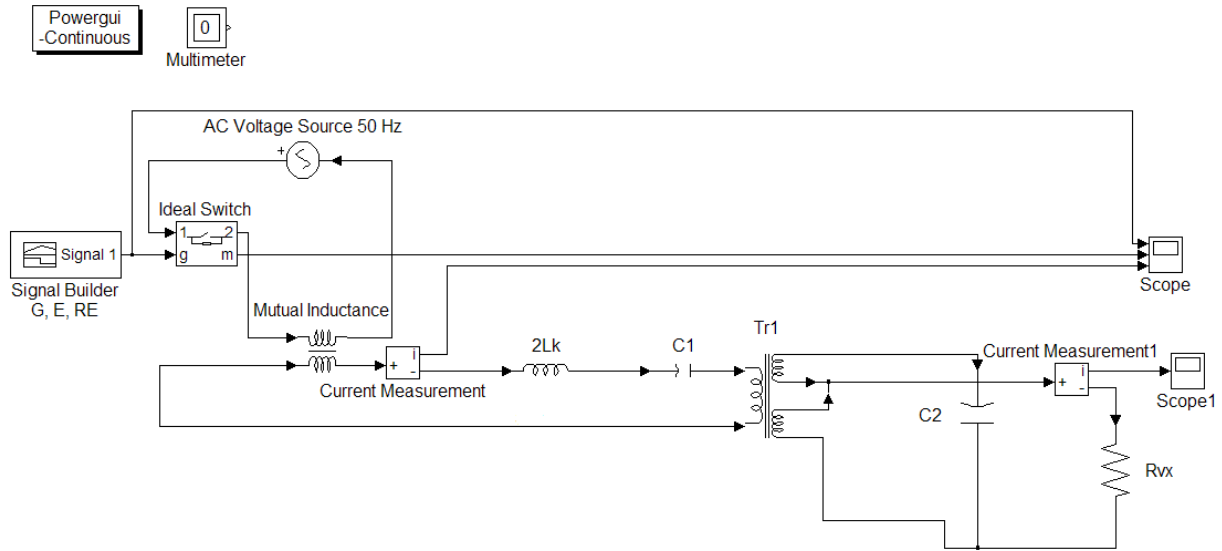 Powergui
-Continuous
0
Multimeter
AC Voltage Source 50 Hz
+
Ideal Switch
1 2
g m
Signal 1
Signal Builder
G, E, RE
Scope
Mutual Inductance
+ i
-
Current Measurement
2Lk
C1
Tr1
C2
Current Measurement1
+ i
-
Scope1
Rvx